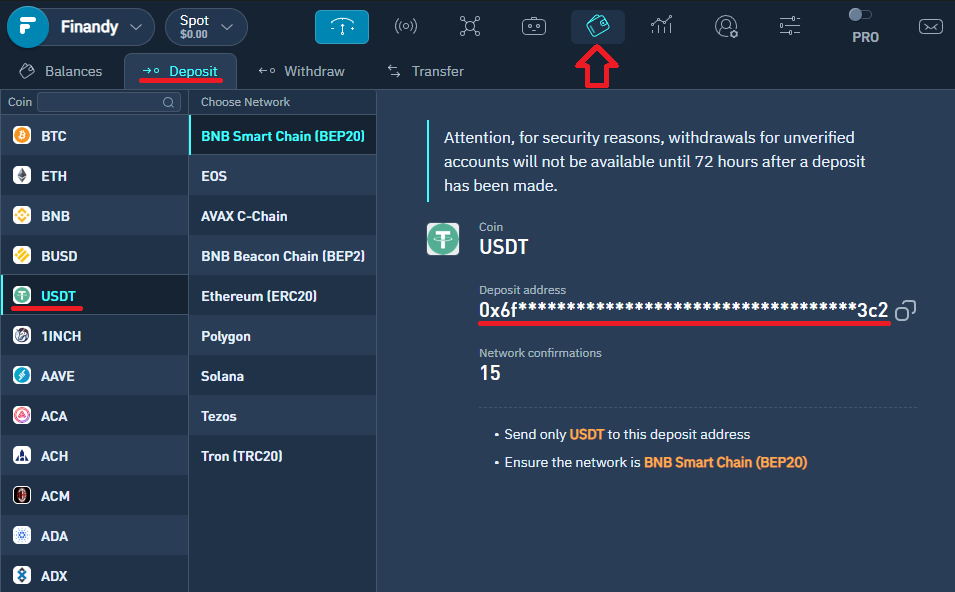 Finandy
Spot
$0.00
PRO
Balances
Deposit
Withdraw
Transfer
Coin
Choose Network
BTC
ETH
BNB
BUSD
USDT
1INCH
AAVE
ACA
ACH
ACM
ADA
ADX
BNB Smart Chain (BEP20)
EOS
AVAX C-Chain
BNB Beacon Chain (BEP2)
Ethereum (ERC20)
Polygon
Solana
Tezos
Tron (TRC20)
Attention, for security reasons, withdrawals for unverified
accounts will not be available until 72 hours after a deposit
has been made.
Coin
USDT
Deposit address
0x6f************************************3c2
Network confirmations
15
• Send only USDT to this deposit address
• Ensure the network is BNB Smart Chain (BEP20)